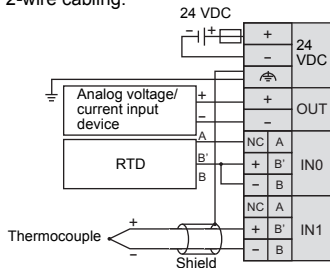 2-wire cabling:
24 VDC
+
− +
−
24
VDC
Analog voltage/
current input
device
+
−
+
−
OUT
RTD
A
B'
B
NC A
+ B'
− B
IN0
NC A
+ B'
− B
IN1
Thermocouple
+
−
Shield